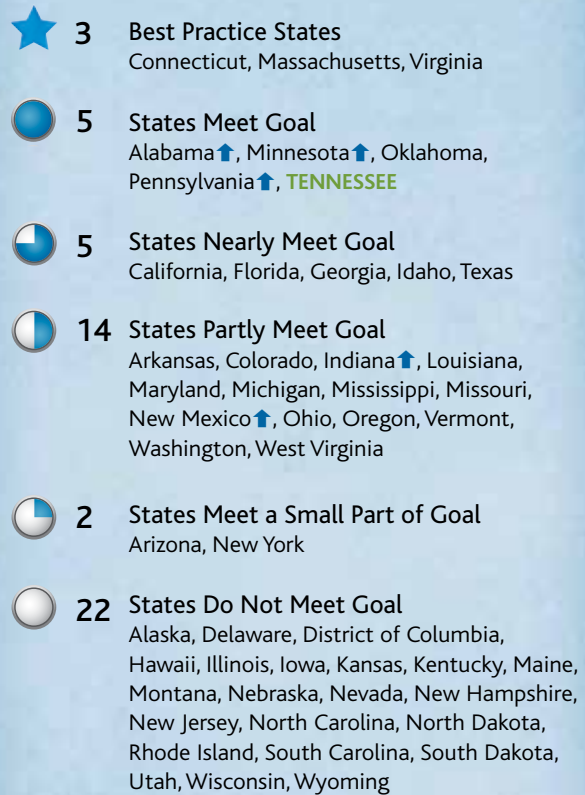 3 Best Practice States
Connecticut, Massachusetts, Virginia
5 States Meet Goal
Alabama⬆, Minnesota⬆, Oklahoma,
Pennsylvania⬆, TENNESSEE
5 States Nearly Meet Goal
California, Florida, Georgia, Idaho, Texas
14 States Partly Meet Goal
Arkansas, Colorado, Indiana⬆, Louisiana,
Maryland, Michigan, Mississippi, Missouri,
New Mexico⬆, Ohio, Oregon, Vermont,
Washington, West Virginia
2 States Meet a Small Part of Goal
Arizona, New York
22 States Do Not Meet Goal
Alaska, Delaware, District of Columbia,
Hawaii, Illinois, Iowa, Kansas, Kentucky, Maine,
Montana, Nebraska, Nevada, New Hampshire,
New Jersey, North Carolina, North Dakota,
Rhode Island, South Carolina, South Dakota,
Utah, Wisconsin, Wyoming